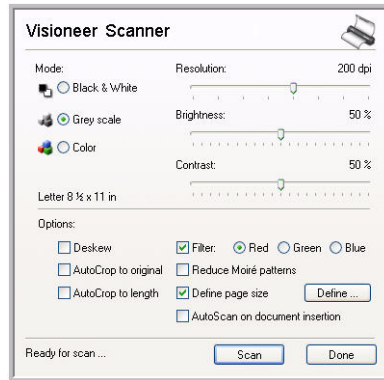 Visioneer Scanner
Mode:
Resolution: 200 dpi
Black & White
Brightness: 50 %
Grey scale
Color
Contrast: 50 %
Letter 8 ½ x 11 in
Options:
Deskew Filter: Red Green Blue
AutoCrop to original Reduce Moiré patterns
AutoCrop to length Define page size Define ...
AutoScan on document insertion
Ready for scan ... Scan Done